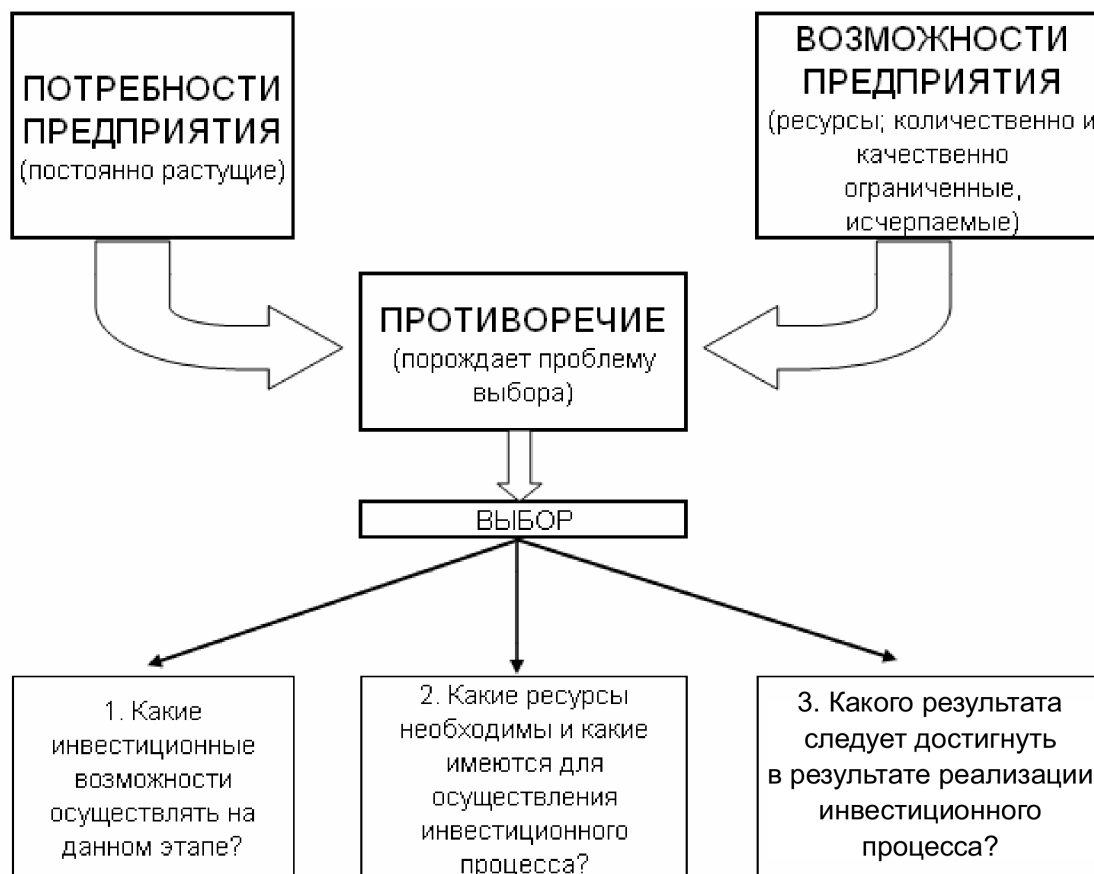 ПОТРЕБНОСТИ
ПРЕДПРИЯТИЯ
(постоянно растущие)
ВОЗМОЖНОСТИ
ПРЕДПРИЯТИЯ
(ресурсы; количественно и
качественно
ограниченные,
исчерпаемые)
ПРОТИВОРЕЧИЕ
(порождает проблему
выбора)
ВЫБОР
1. Какие
инвестиционные
возможности
осуществлять на
данном этапе?
2. Какие ресурсы
необходимы и какие
имеются для
осуществления
инвестиционного
процесса?
3. Какого результата
следует достигнуть
в результате реализации
инвестиционного
процесса?